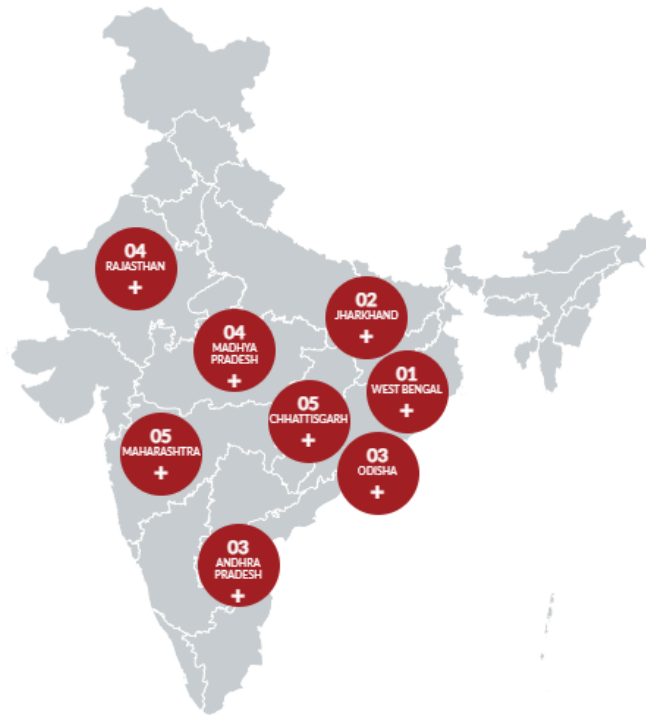 04
RAJASTHAN
+
02
JHARKHAND
+
04
MADHYA
PRADESH
+
01
WEST BENGAL
+
05
CHHATTISGARH
+
05
MAHARASHTRA
+
03
ODISHA
+
03
ANDHRA
PRADESH
+